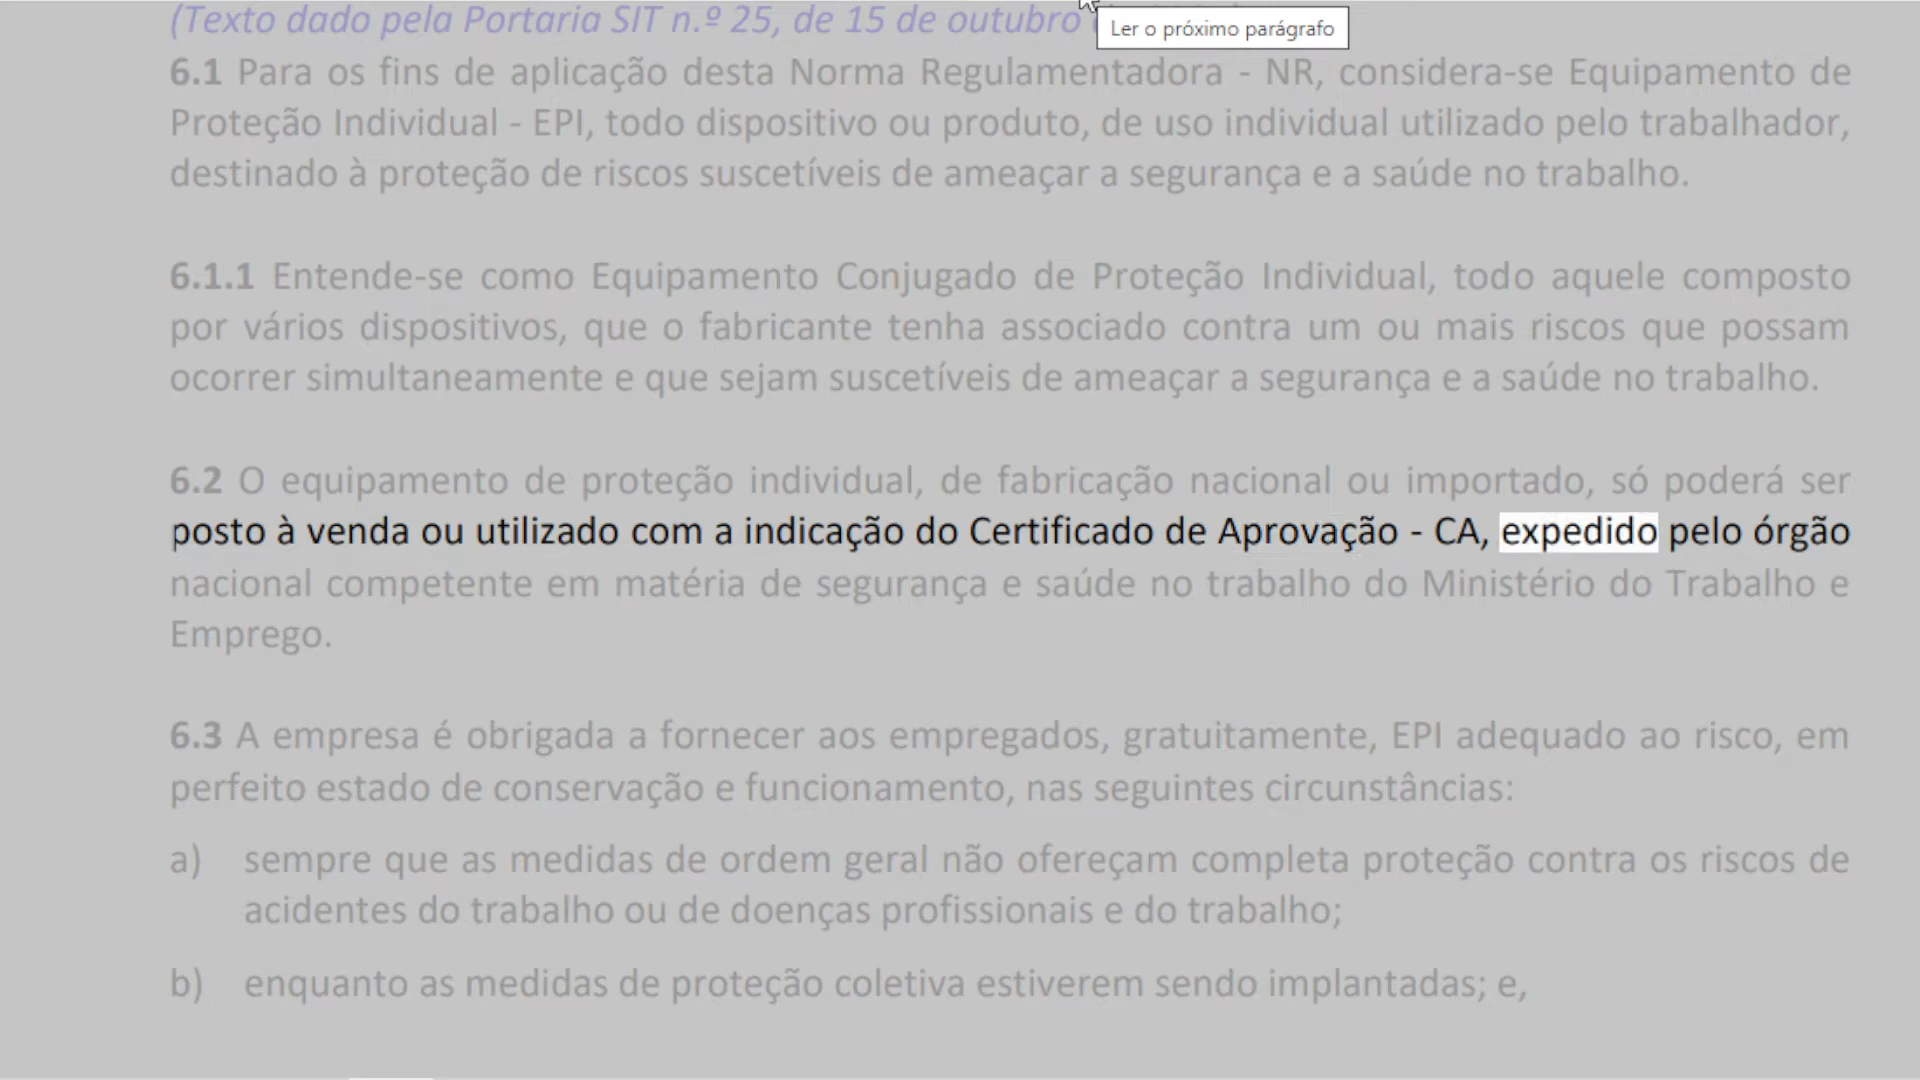 (Texto dado pela Portaria SIT n.º 25, de 15 de outubro
Ler o próximo parágrafo
6.1 Para os fins de aplicação desta Norma Regulamentadora - NR, considera-se Equipamento de
Proteção Individual - EPI, todo dispositivo ou produto, de uso individual utilizado pelo trabalhador,
destinado à proteção de riscos suscetíveis de ameaçar a segurança e a saúde no trabalho.
6.1.1 Entende-se como Equipamento Conjugado de Proteção Individual, todo aquele composto
por vários dispositivos, que o fabricante tenha associado contra um ou mais riscos que possam
ocorrer simultaneamente e que sejam suscetíveis de ameaçar a segurança e a saúde no trabalho.
6.2 O equipamento de proteção individual, de fabricação nacional ou importado, só poderá ser
posto à venda ou utilizado com a indicação do Certificado de Aprovação - CA, expedido pelo órgão
nacional competente em matéria de segurança e saúde no trabalho do Ministério do Trabalho e
Emprego.
6.3 A empresa é obrigada a fornecer aos empregados, gratuitamente, EPI adequado ao risco, em
perfeito estado de conservação e funcionamento, nas seguintes circunstâncias:
a) sempre que as medidas de ordem geral não ofereçam completa proteção contra os riscos de
acidentes do trabalho ou de doenças profissionais e do trabalho;
b) enquanto as medidas de proteção coletiva estiverem sendo implantadas; e,